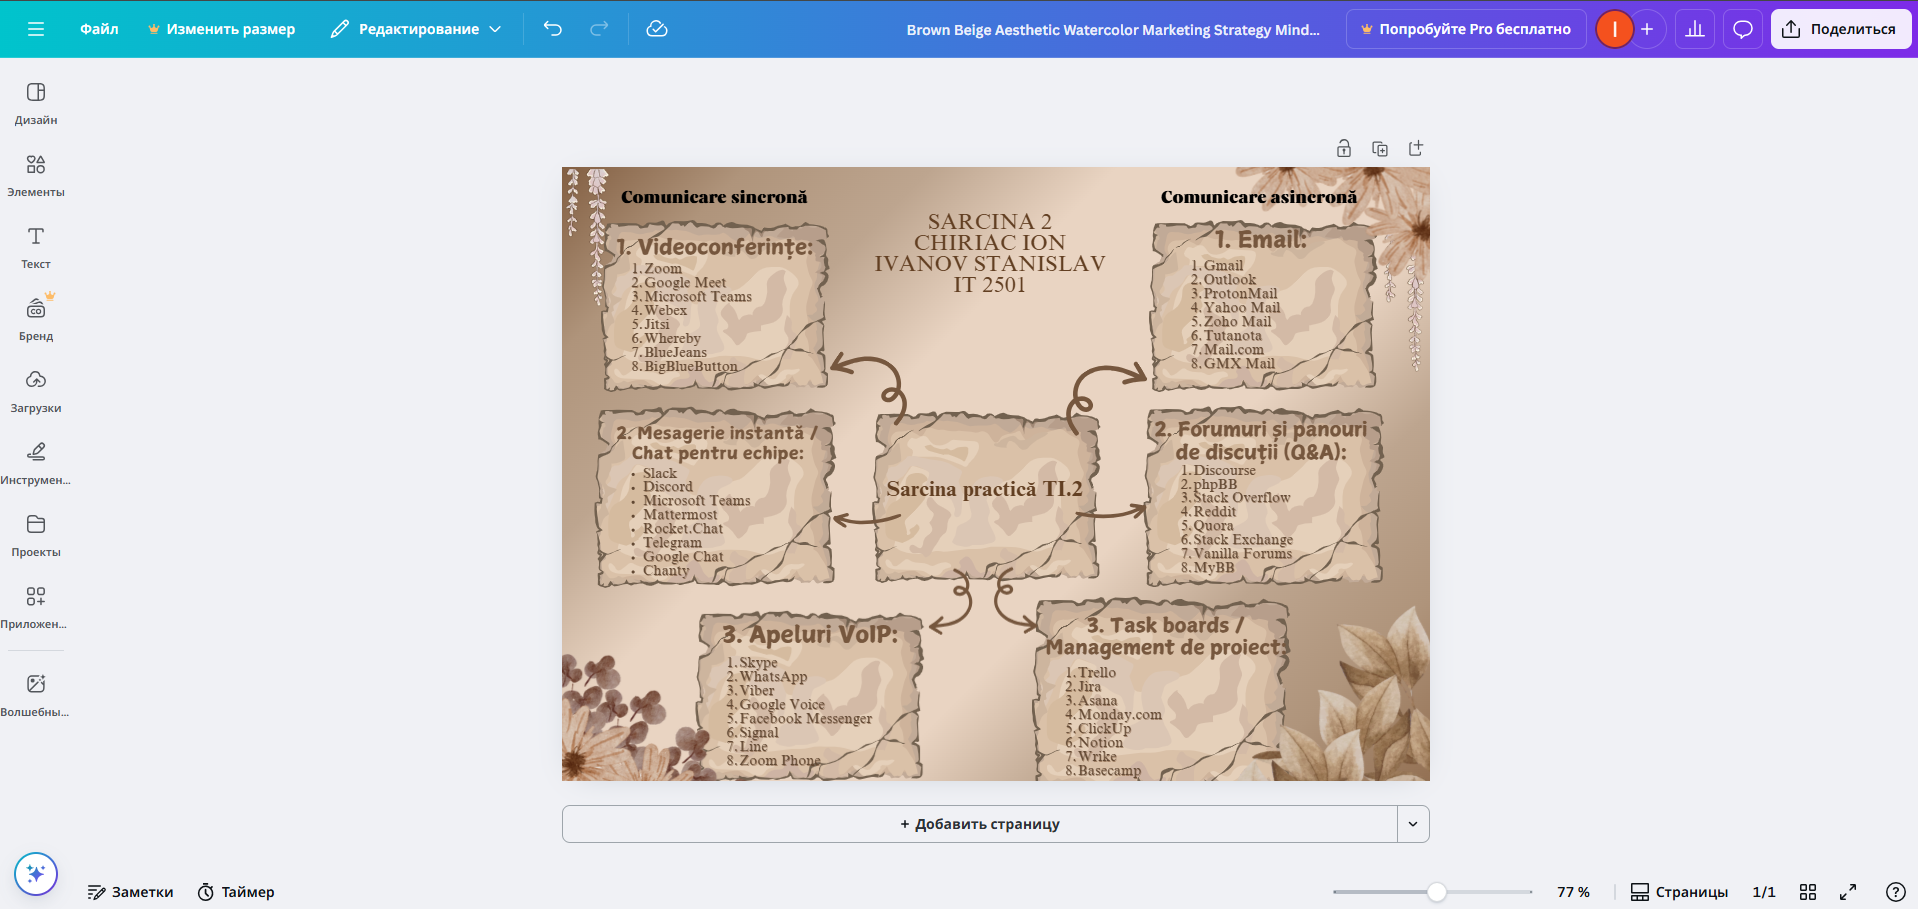 Файл
Изменить размер
Редактирование
Brown Beige Aesthetic Watercolor Marketing Strategy Mind...
Попробуйте Pro бесплатно
I
Поделиться
Дизайн
Элементы
Текст
Бренд
Загрузки
Инструмен...
Проекты
Приложен...
Волшебны...
Comunicare sincronă
1. Videoconferințe:
1. Zoom
2. Google Meet
3. Microsoft Teams
4. Webex
5. Jitsi
6. Whereby
7. BlueJeans
8. BigBlueButton
2. Mesagerie instantă /
Chat pentru echipe:
• Slack
• Discord
• Microsoft Teams
• Mattermost
• Rocket.Chat
• Telegram
• Google Chat
• Chanty
3. Apeluri VoIP:
1. Skype
2. WhatsApp
3. Viber
4. Google Voice
5. Facebook Messenger
6. Signal
7. Line
8. Zoom Phone
SARCINA 2
CHIRIAC ION
IVANOV STANISLAV
IT 2501
Sarcina practică TI.2
Comunicare asincronă
1. Email:
1. Gmail
2. Outlook
3. ProtonMail
4. Yahoo Mail
5. Zoho Mail
6. Tutanota
7. Mail.com
8. GMX Mail
2. Forumuri și panouri
de discuții (Q&A):
1. Discourse
2. phpBB
3. Stack Overflow
4. Reddit
5. Quora
6. Stack Exchange
7. Vanilla Forums
8. MyBB
3. Task boards /
Management de proiect:
1. Trello
2. Jira
3. Asana
4. Monday.com
5. ClickUp
6. Notion
7. Wrike
8. Basecamp
+ Добавить страницу
Заметки
Таймер
77 %
Страницы
1/1